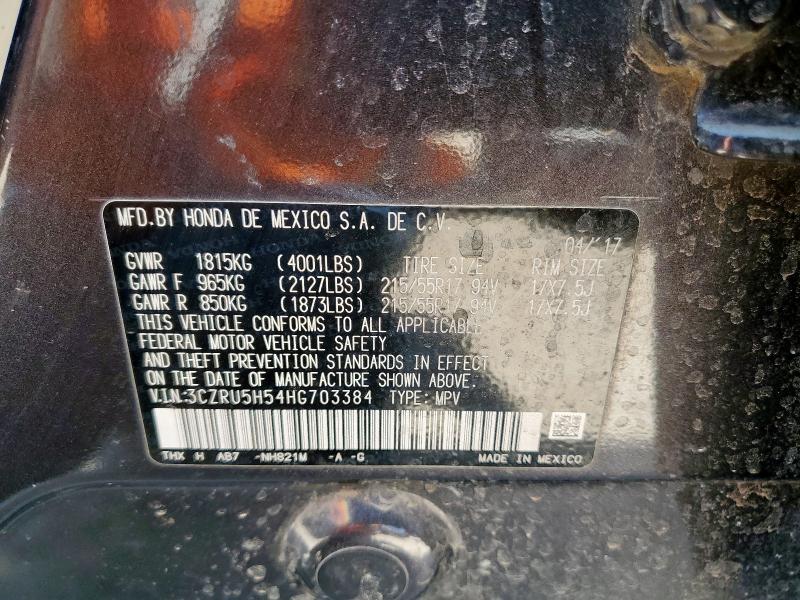 MFD.BY HONDA DE MEXICO S.A. DE C.V.
04/'17
GVWR 1815KG (4001LBS) TIRE SIZE RIM SIZE
GAWR F 965KG (2127LBS) 215/55R17 94V 17X7.5J
GAWR R 850KG (1873LBS) 215/55R17 94V 17X7.5J
THIS VEHICLE CONFORMS TO ALL APPLICABLE
FEDERAL MOTOR VEHICLE SAFETY
AND THEFT PREVENTION STANDARDS IN EFFECT
ON THE DATE OF MANUFACTURE SHOWN ABOVE.
V.I.N.:3CZRU5H54HG703384 TYPE: MPV
THX H AB7 -NH821M -A -G MADE IN MEXICO